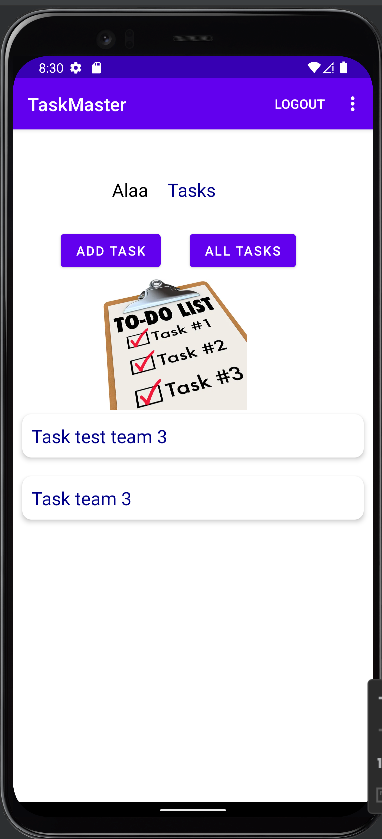 8:30
TaskMaster LOGOUT
Alaa Tasks
ADD TASK ALL TASKS
TO-DO LIST
Task #1
Task #2
Task #3
Task test team 3
Task team 3